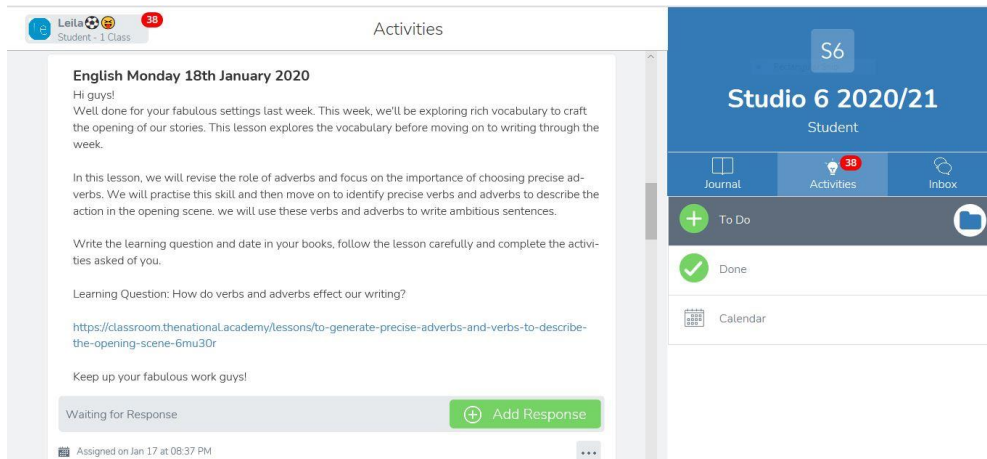 Le
Leila⚽😆
38
Student - 1 Class
Activities
English Monday 18th January 2020
Hi guys!
Well done for your fabulous settings last week. This week, we'll be exploring rich vocabulary to craft
the opening of our stories. This lesson explores the vocabulary before moving on to writing through the
week.
In this lesson, we will revise the role of adverbs and focus on the importance of choosing precise ad-
verbs. We will practise this skill and then move on to identify precise verbs and adverbs to describe the
action in the opening scene. we will use these verbs and adverbs to write ambitious sentences.
Write the learning question and date in your books, follow the lesson carefully and complete the activi-
ties asked of you.
Learning Question: How do verbs and adverbs effect our writing?
https://classroom.thenational.academy/lessons/to-generate-precise-adverbs-and-verbs-to-describe-
the-opening-scene-6mu30r
Keep up your fabulous work guys!
Waiting for Response
Add Response
Assigned on Jan 17 at 08:37 PM
S6
Studio 6 2020/21
Student
Journal
38
Activities
Inbox
To Do
Done
Calendar